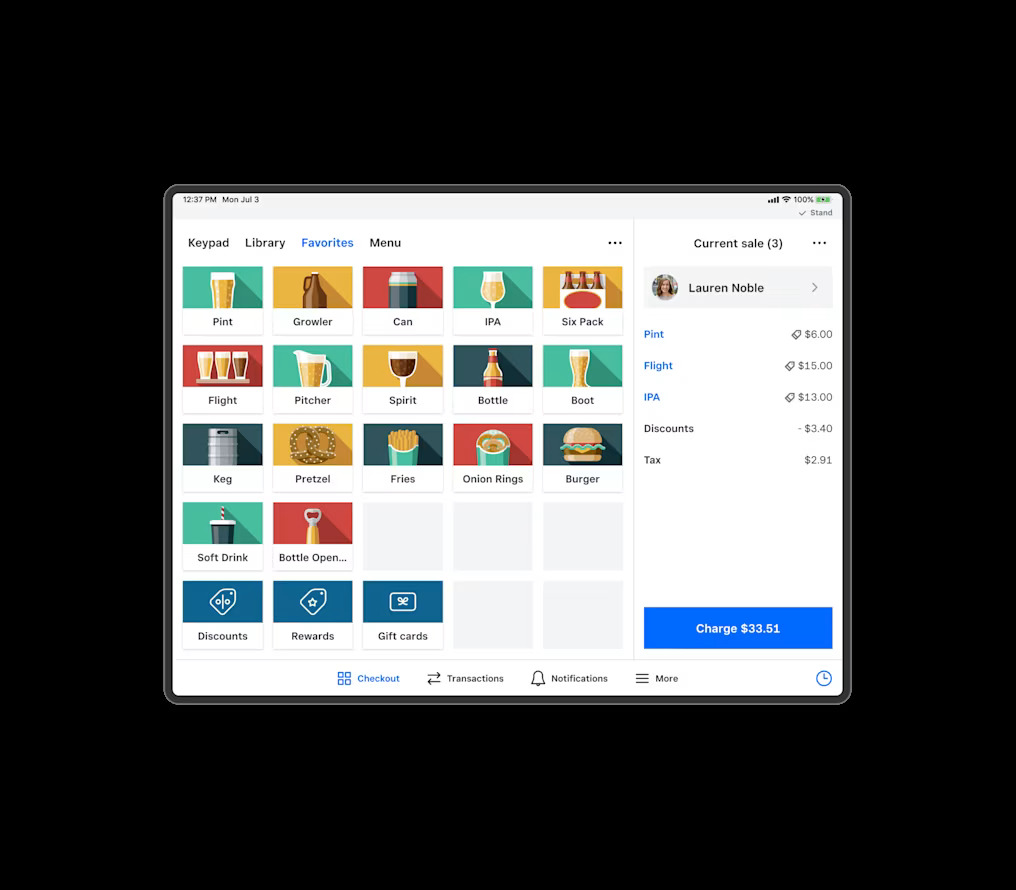 12:37 PM Mon Jul 3
100%
Stand
Keypad Library Favorites Menu
Current sale (3)
Lauren Noble
Pint Growler Can IPA Six Pack
Flight Pitcher Spirit Bottle Boot
Keg Pretzel Fries Onion Rings Burger
Soft Drink Bottle Open...
Discounts Rewards Gift cards
Pint $6.00
Flight $15.00
IPA $13.00
Discounts - $3.40
Tax $2.91
Charge $33.51
Checkout Transactions Notifications More